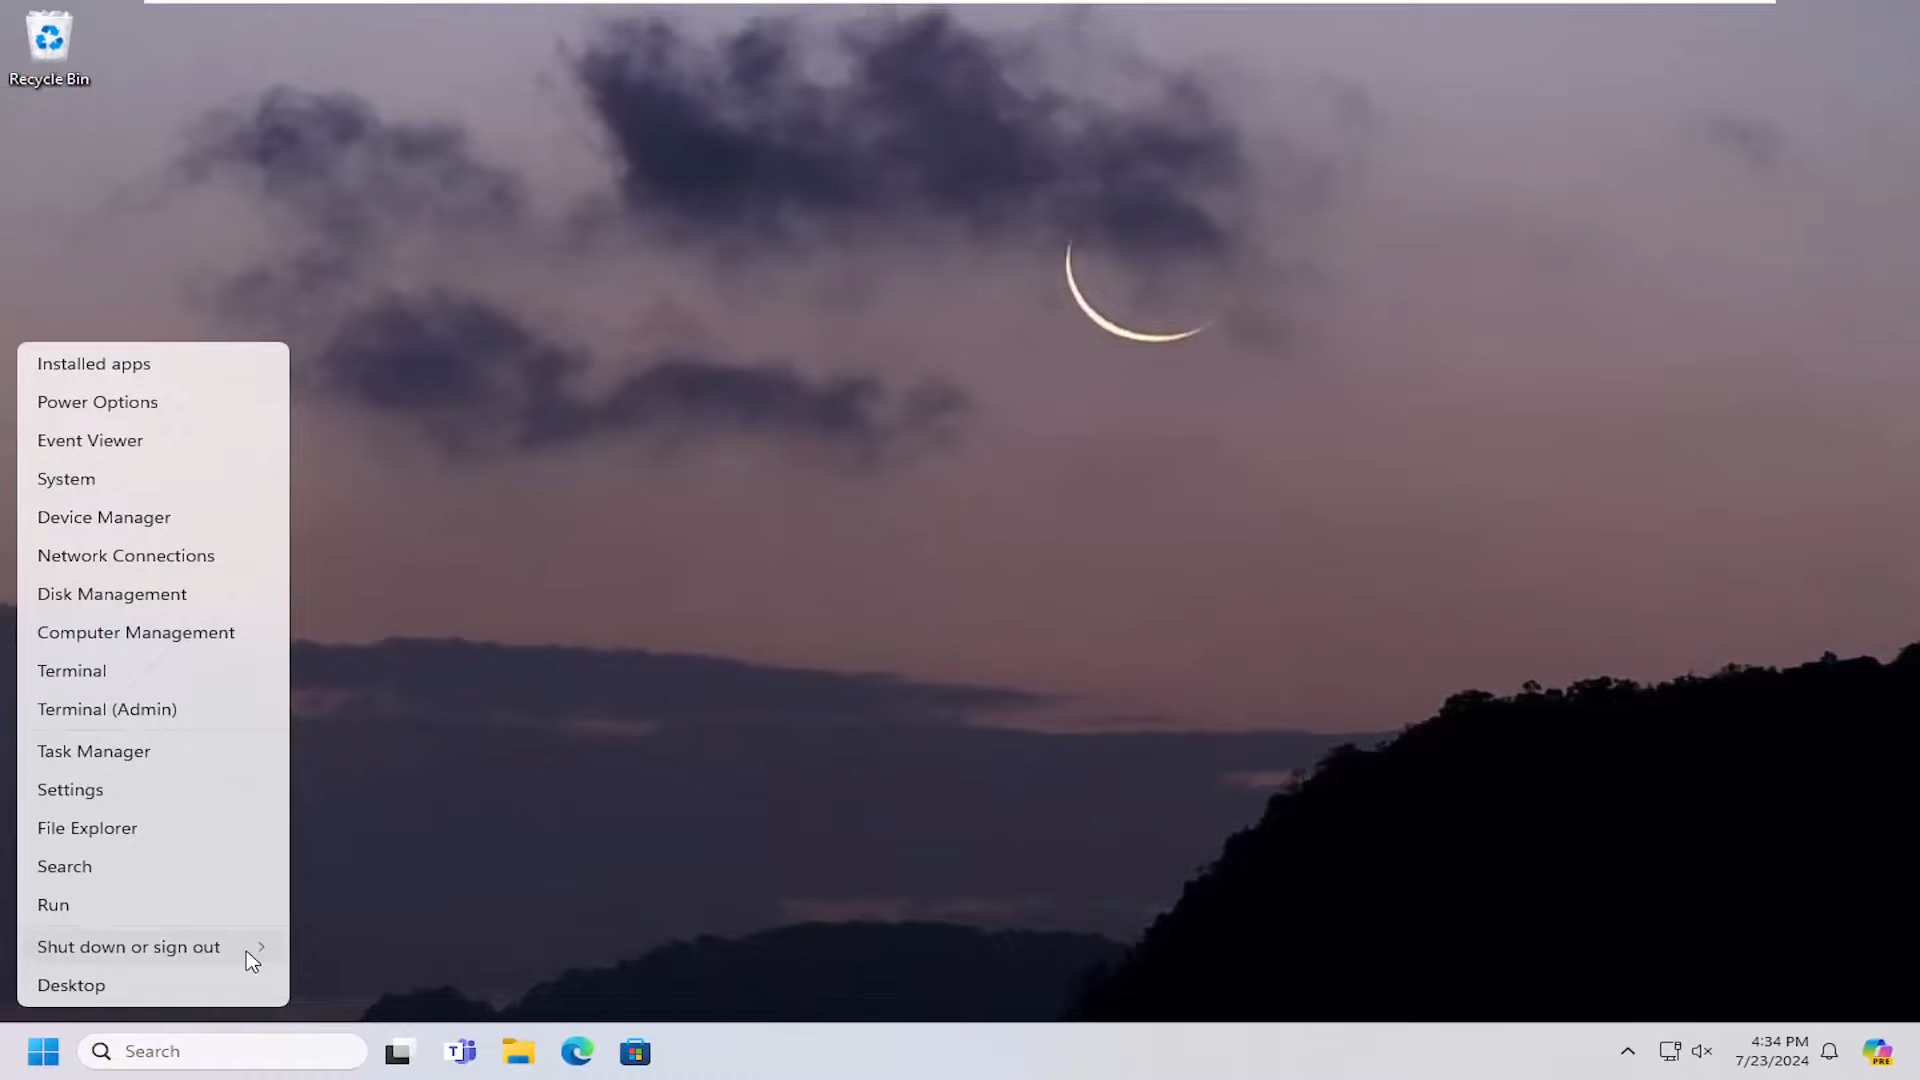 Recycle Bin
Installed apps
Power Options
Event Viewer
System
Device Manager
Network Connections
Disk Management
Computer Management
Terminal
Terminal (Admin)
Task Manager
Settings
File Explorer
Search
Run
Shut down or sign out
Desktop
Search
4:34 PM
7/23/2024
PRE